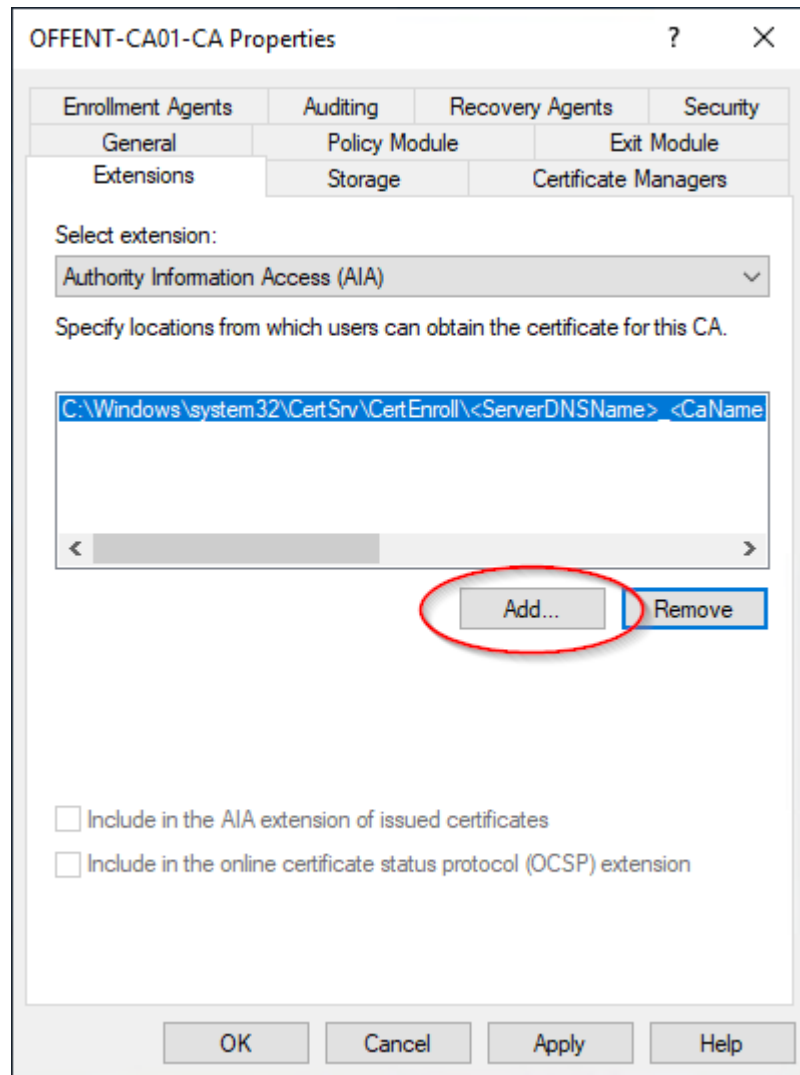 OFFENT-CA01-CA Properties ? ×
Enrollment Agents Auditing Recovery Agents Security
General Policy Module Exit Module
Extensions Storage Certificate Managers
Select extension:
Authority Information Access (AIA)
Specify locations from which users can obtain the certificate for this CA.
C:\Windows\system32\CertSrv\CertEnroll\<ServerDNSName>_<CaName
Add... Remove
Include in the AIA extension of issued certificates
Include in the online certificate status protocol (OCSP) extension
OK Cancel Apply Help